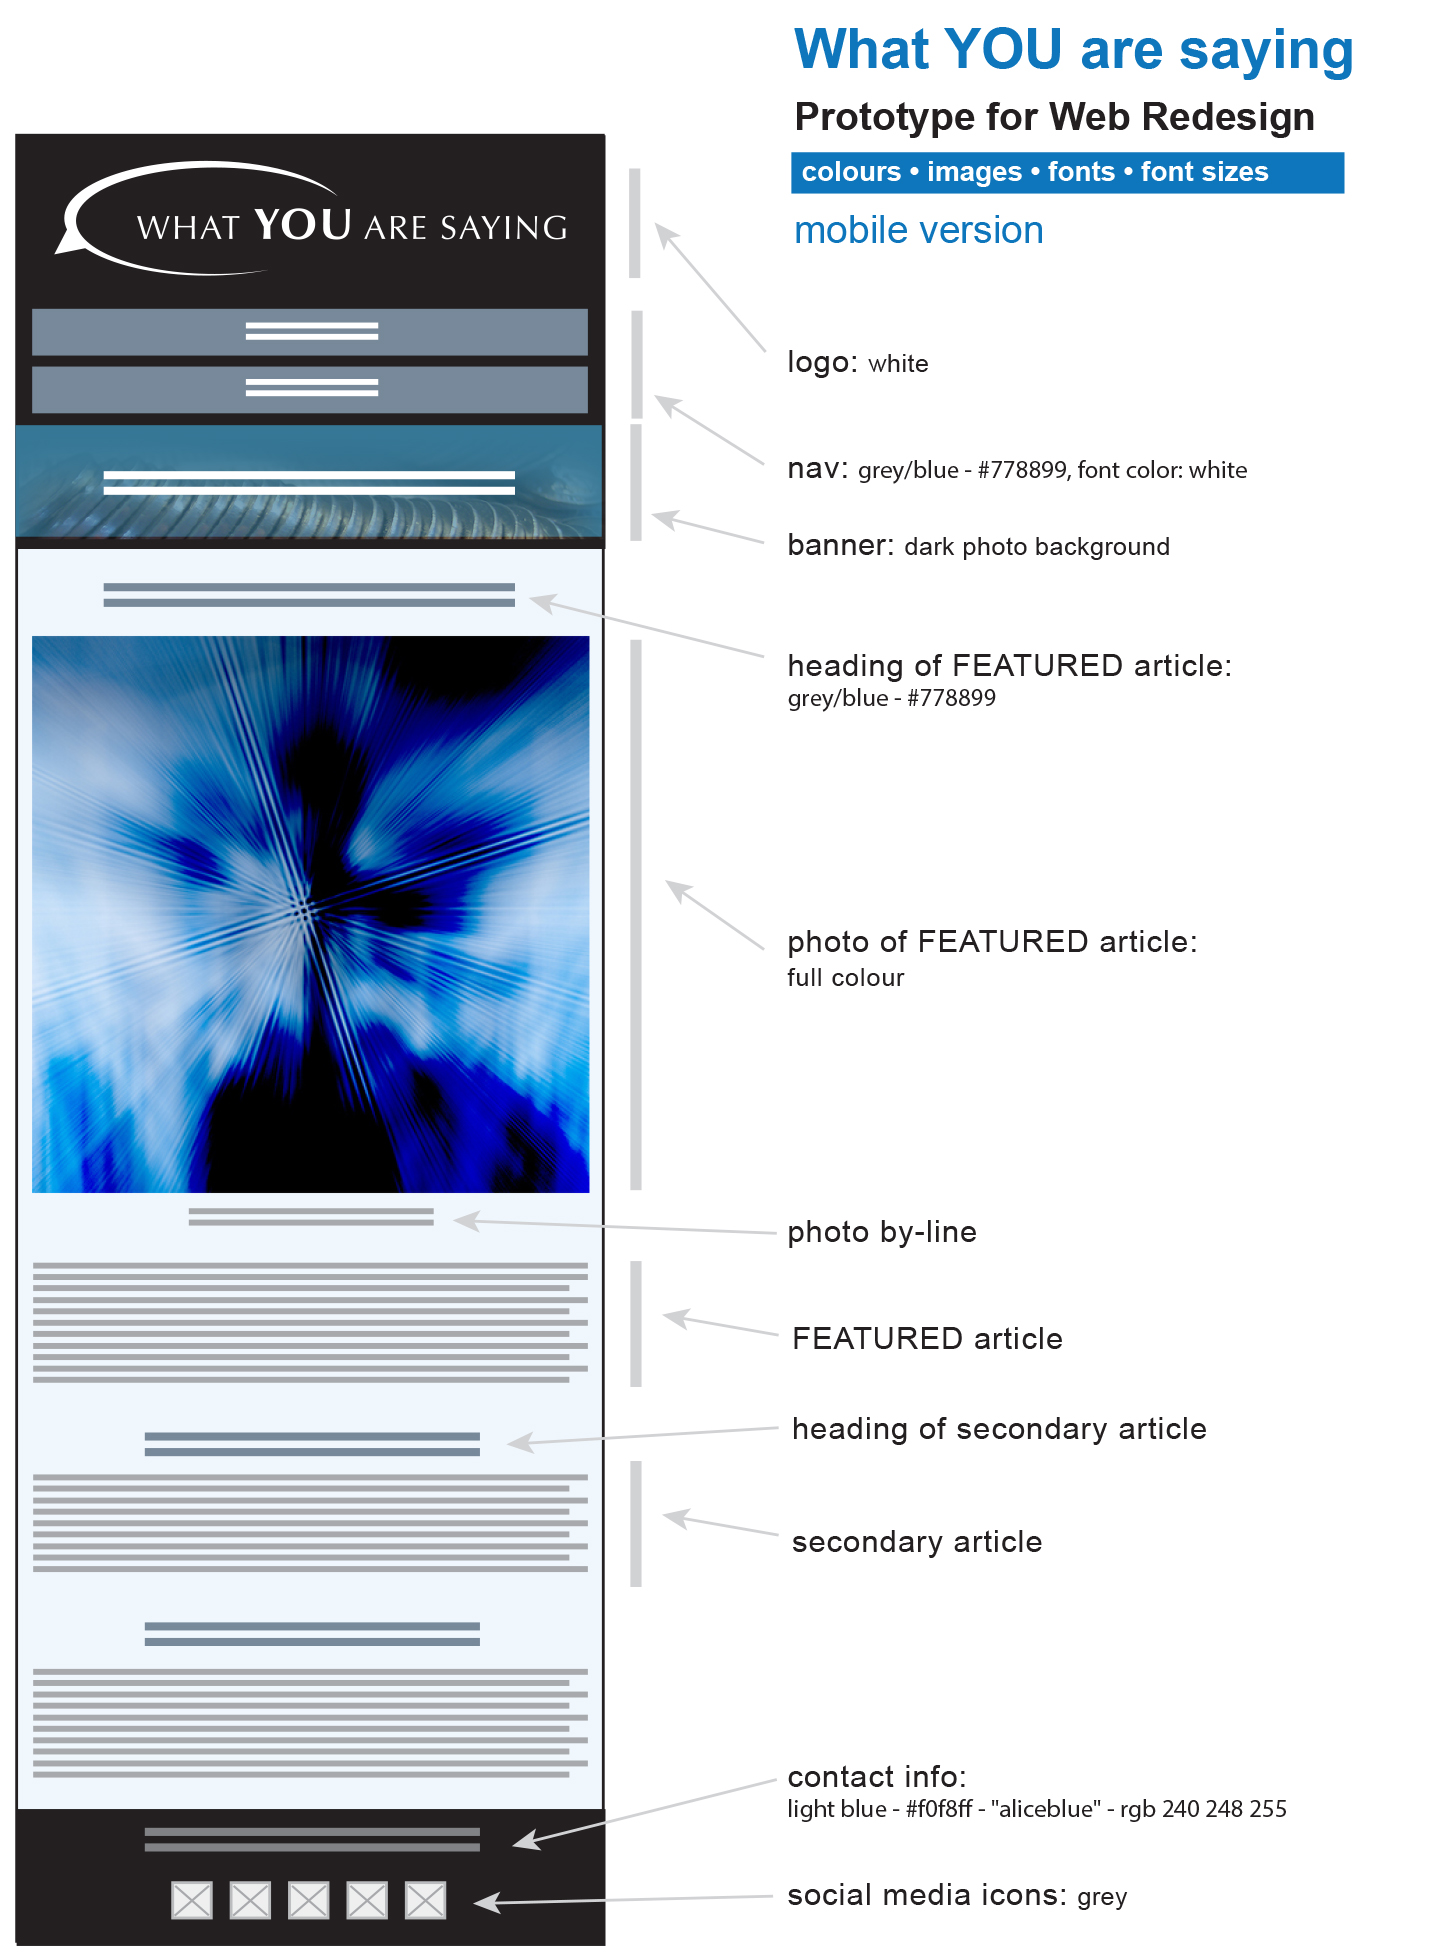 What YOU are saying
Prototype for Web Redesign
colours • images • fonts • font sizes
mobile version
WHAT YOU ARE SAYING
logo: white
nav: grey/blue - #778899, font color: white
banner: dark photo background
heading of FEATURED article:
grey/blue - #778899
photo of FEATURED article:
full colour
photo by-line
FEATURED article
heading of secondary article
secondary article
contact info:
light blue - #f0f8ff - "aliceblue" - rgb 240 248 255
social media icons: grey